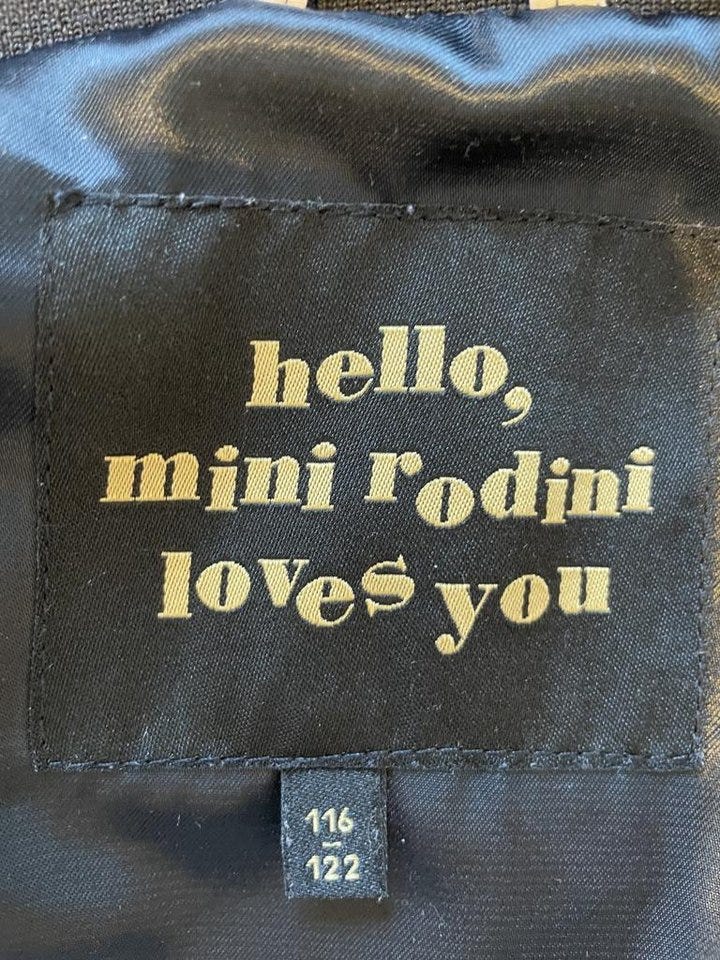 hello,
mini rodini
loves you
116
–
122